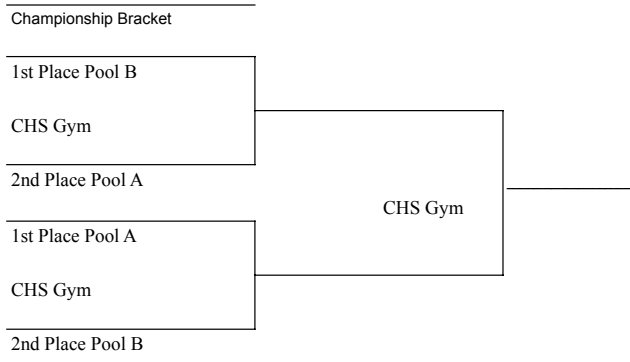 Championship Bracket
1st Place Pool B
CHS Gym
2nd Place Pool A
CHS Gym
1st Place Pool A
CHS Gym
2nd Place Pool B